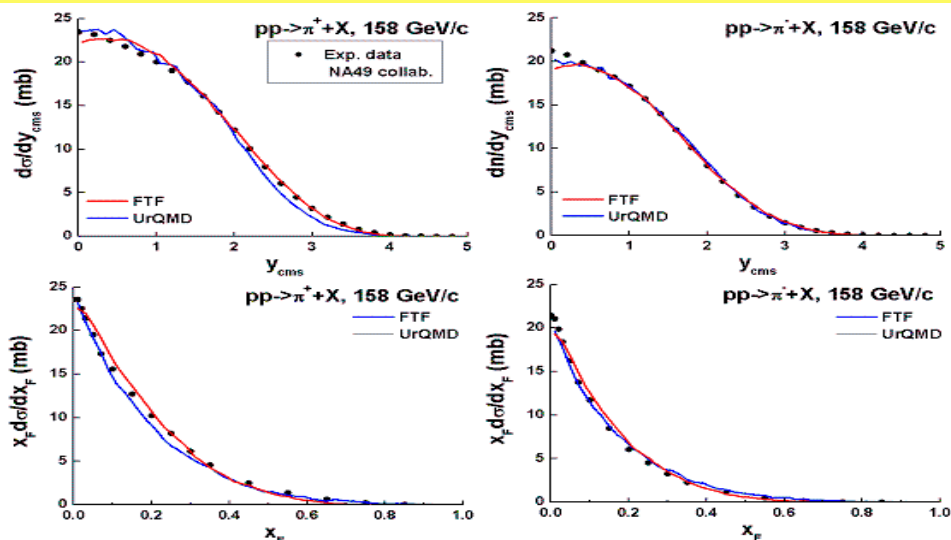 pp->π⁺+X, 158 GeV/c
Exp. data
NA49 collab.
dσ/dy_cms (mb)
25
20
15
10
5
0
FTF
UrQMD
0 1 2 3 4 5
y_cms
pp->π⁻+X, 158 GeV/c
dn/dy_cms (mb)
25
20
15
10
5
0
FTF
UrQMD
0 1 2 3 4 5
y_cms
pp->π⁺+X, 158 GeV/c
FTF
UrQMD
x_F dσ/dx_F (mb)
25
20
15
10
5
0
0.0 0.2 0.4 0.6 0.8 1.0
x_F
pp->π⁻+X, 158 GeV/c
FTF
UrQMD
x_F dσ/dx_F (mb)
25
20
15
10
5
0
0.0 0.2 0.4 0.6 0.8 1.0
x_F